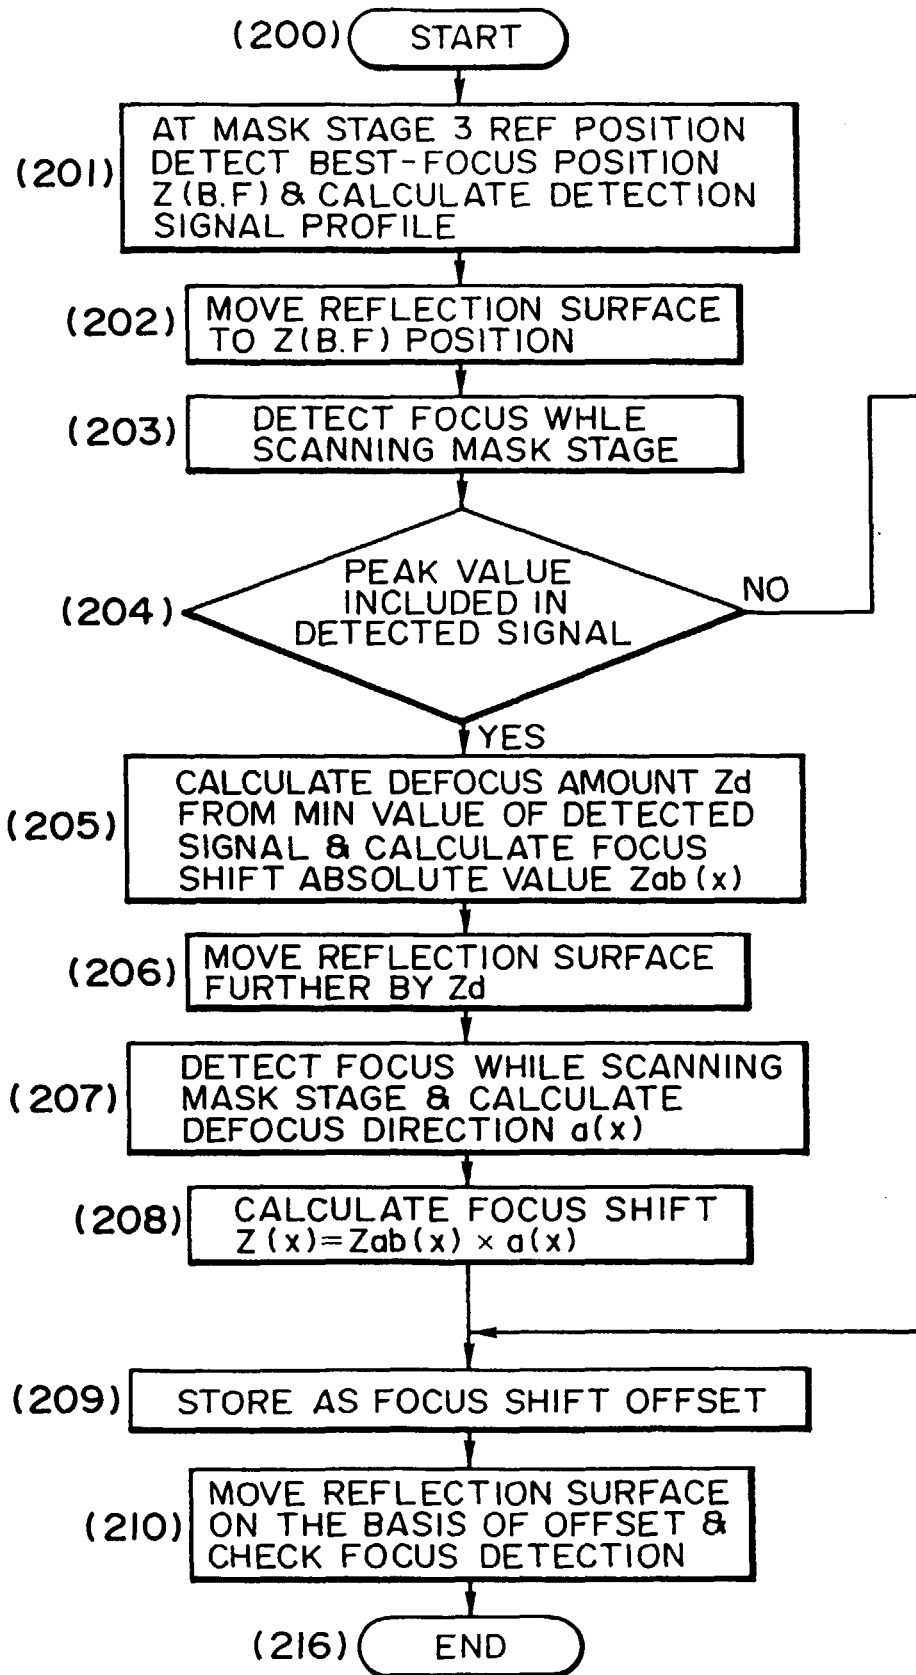 (200) START
(201) AT MASK STAGE 3 REF POSITION
DETECT BEST-FOCUS POSITION
Z(B.F) & CALCULATE DETECTION
SIGNAL PROFILE
(202) MOVE REFLECTION SURFACE
TO Z(B.F) POSITION
(203) DETECT FOCUS WHLE
SCANNING MASK STAGE
(204) PEAK VALUE
INCLUDED IN
DETECTED SIGNAL
NO
YES
(205) CALCULATE DEFOCUS AMOUNT Zd
FROM MIN VALUE OF DETECTED
SIGNAL & CALCULATE FOCUS
SHIFT ABSOLUTE VALUE Zab(x)
(206) MOVE REFLECTION SURFACE
FURTHER BY Zd
(207) DETECT FOCUS WHILE SCANNING
MASK STAGE & CALCULATE
DEFOCUS DIRECTION a(x)
(208) CALCULATE FOCUS SHIFT
Z(x)=Zab(x) × a(x)
(209) STORE AS FOCUS SHIFT OFFSET
(210) MOVE REFLECTION SURFACE
ON THE BASIS OF OFFSET &
CHECK FOCUS DETECTION
(216) END